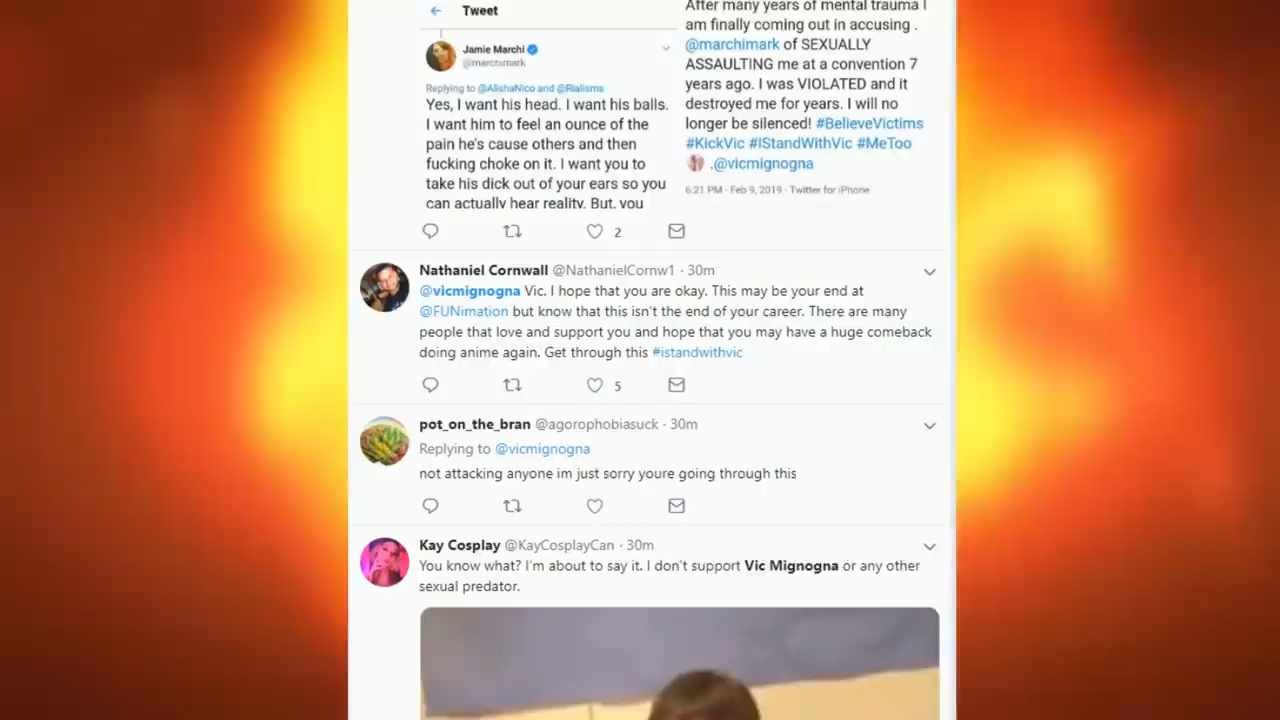 Tweet
Jamie Marchi
@marchimark
Replying to @AlishaNico and @Rialisms
Yes, I want his head. I want his balls.
I want him to feel an ounce of the
pain he's cause others and then
fucking choke on it. I want you to
take his dick out of your ears so you
can actually hear reality. But, you
After many years of mental trauma I
am finally coming out in accusing .
@marchimark of SEXUALLY
ASSAULTING me at a convention 7
years ago. I was VIOLATED and it
destroyed me for years. I will no
longer be silenced! #BelieveVictims
#KickVic #IStandWithVic #MeToo
.@vicmignogna
6:21 PM · Feb 9, 2019 · Twitter for iPhone
2
Nathaniel Cornwall @NathanielCornw1 · 30m
@vicmignogna Vic. I hope that you are okay. This may be your end at
@FUNimation but know that this isn't the end of your career. There are many
people that love and support you and hope that you may have a huge comeback
doing anime again. Get through this #istandwithvic
5
pot_on_the_bran @agorophobiasuck · 30m
Replying to @vicmignogna
not attacking anyone im just sorry youre going through this
Kay Cosplay @KayCosplayCan · 30m
You know what? I'm about to say it. I don't support Vic Mignogna or any other
sexual predator.